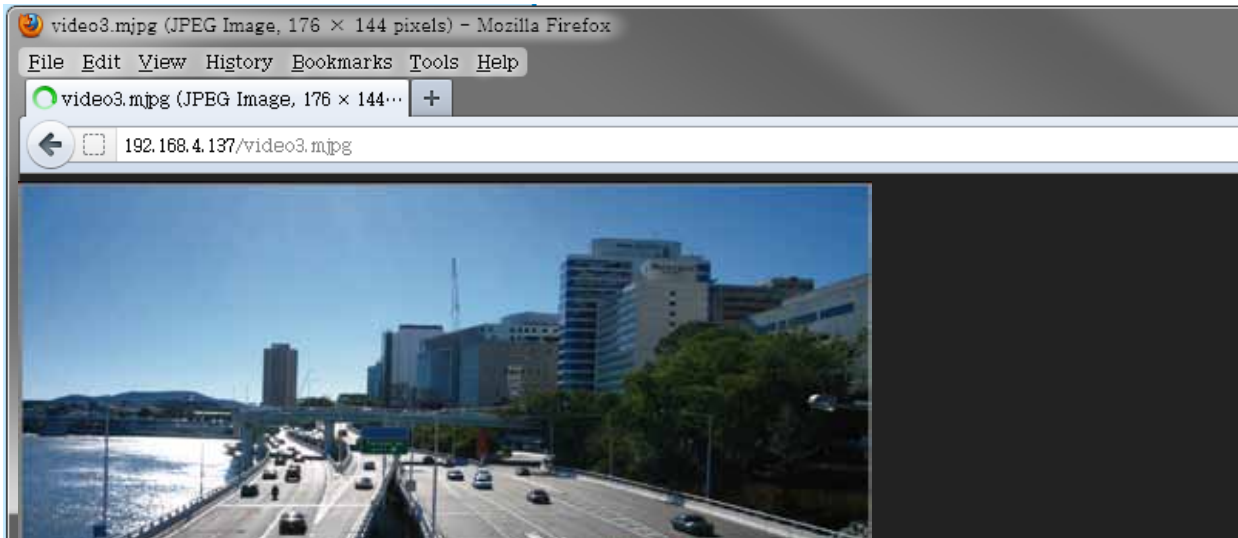 video3.mjpg (JPEG Image, 176 × 144 pixels) - Mozilla Firefox
File Edit View History Bookmarks Tools Help
video3.mjpg (JPEG Image, 176 × 144… +
192.168.4.137/video3.mjpg